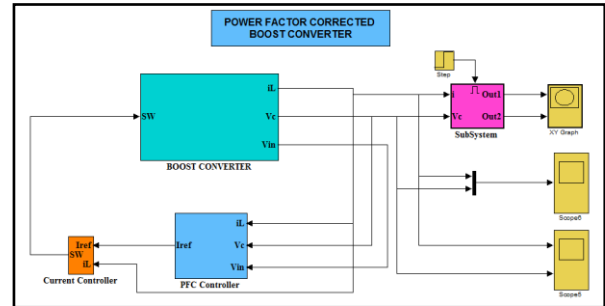 POWER FACTOR CORRECTED
BOOST CONVERTER
Step
iL
SW
Vc
Vin
BOOST CONVERTER
i
Out1
Vc
Out2
SubSystem
XY Graph
Scope6
iL
Iref
Vc
Vin
PFC Controller
Iref
SW
iL
Current Controller
Scope5